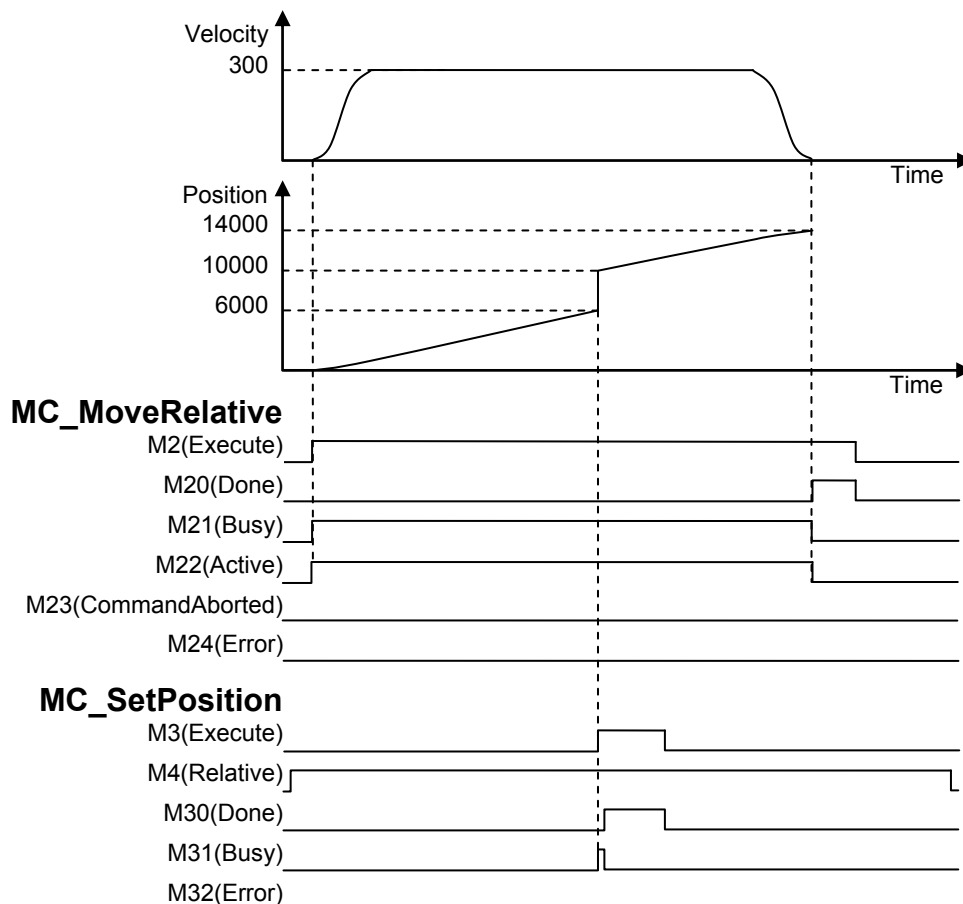 Velocity
300
Time
Position
14000
10000
6000
Time
MC_MoveRelative
M2(Execute)
M20(Done)
M21(Busy)
M22(Active)
M23(CommandAborted)
M24(Error)
MC_SetPosition
M3(Execute)
M4(Relative)
M30(Done)
M31(Busy)
M32(Error)